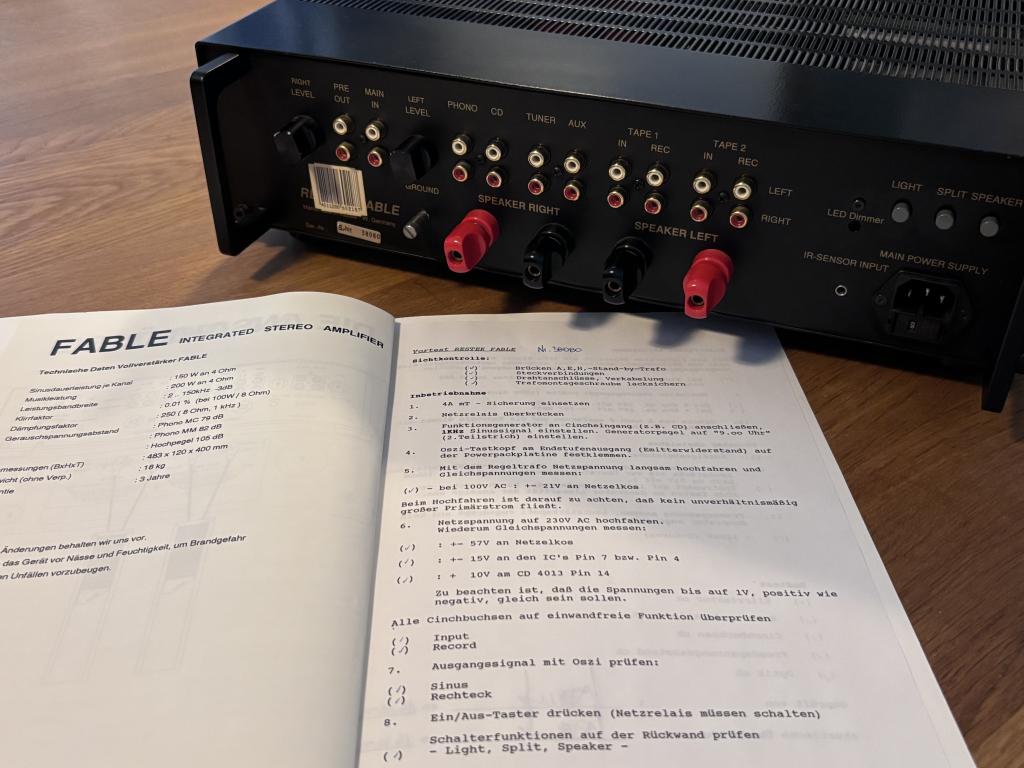 RIGHT LEVEL
PRE OUT
MAIN IN
LEFT LEVEL
PHONO
CD
TUNER
AUX
TAPE 1
IN
REC
TAPE 2
IN
REC
LEFT
RIGHT
LIGHT
SPLIT
SPEAKER
LED Dimmer
GROUND
SPEAKER RIGHT
SPEAKER LEFT
IR-SENSOR INPUT
MAIN POWER SUPPLY
FABLE
W. Germany
38080
FABLE INTEGRATED STEREO AMPLIFIER
Technische Daten Vollverstärker FABLE
Sinusdauerleistung je Kanal : 150 W an 4 Ohm
Musikleistung : 200 W an 4 Ohm
Leistungsbandbreite : 2 .. 150kHz -3dB
Klirrfaktor : 0.01 % (bei 100W / 8 Ohm)
Dämpfungsfaktor : 250 ( 8 Ohm, 1 kHz )
Geräuschspannungsabstand : Phono MC 79 dB
: Phono MM 82 dB
: Hochpegel 105 dB
messungen (BxHxT) : 483 x 120 x 400 mm
wicht (ohne Verp.) : 18 kg
ntie : 3 Jahre
Änderungen behalten wir uns vor.
das Gerät vor Nässe und Feuchtigkeit, um Brandgefahr
n Unfällen vorzubeugen.
Vortest RESTEK FABLE Nr. 38080
Sichtkontrolle:
(✓) Brücken A,E,H,-Stand-by-Trafo
(✓) Steckverbindungen
(✓) Drahtanschlüsse, Verkabelung
(✓) Trafomontageschraube lacksichern
Inbetriebnahme
1. 4A mT - Sicherung einsetzen
2. Netzrelais überbrücken
3. Funktionsgenerator an Cincheingang (z.B. CD) anschließen,
1KHz Sinussignal einstellen. Generatorpegel auf "9.oo Uhr"
(2.Teilstrich) einstellen.
4. Oszi-Tastkopf am Endstufenausgang (Emitterwiderstand) auf
der Powerpackplatine festklemmen.
5. Mit dem Regeltrafo Netzspannung langsam hochfahren und
Gleichspannungen messen:
(✓) - bei 100V AC : +- 21V an Netzelkos
Beim Hochfahren ist darauf zu achten, daß kein unverhältnismäßig
großer Primärstrom fließt.
6. Netzspannung auf 230V AC hochfahren.
Wiederum Gleichspannungen messen:
(✓) : +- 57V an Netzelkos
(✓) : +- 15V an den IC's Pin 7 bzw. Pin 4
(✓) : + 10V am CD 4013 Pin 14
Zu beachten ist, daß die Spannungen bis auf 1V, positiv wie
negativ, gleich sein sollen.
Alle Cinchbuchsen auf einwandfreie Funktion überprüfen
(✓) Input
(✓) Record
7. Ausgangssignal mit Oszi prüfen:
(✓) Sinus
(✓) Rechteck
8. Ein/Aus-Taster drücken (Netzrelais müssen schalten)
Schalterfunktionen auf der Rückwand prüfen
(✓) - Light, Split, Speaker -